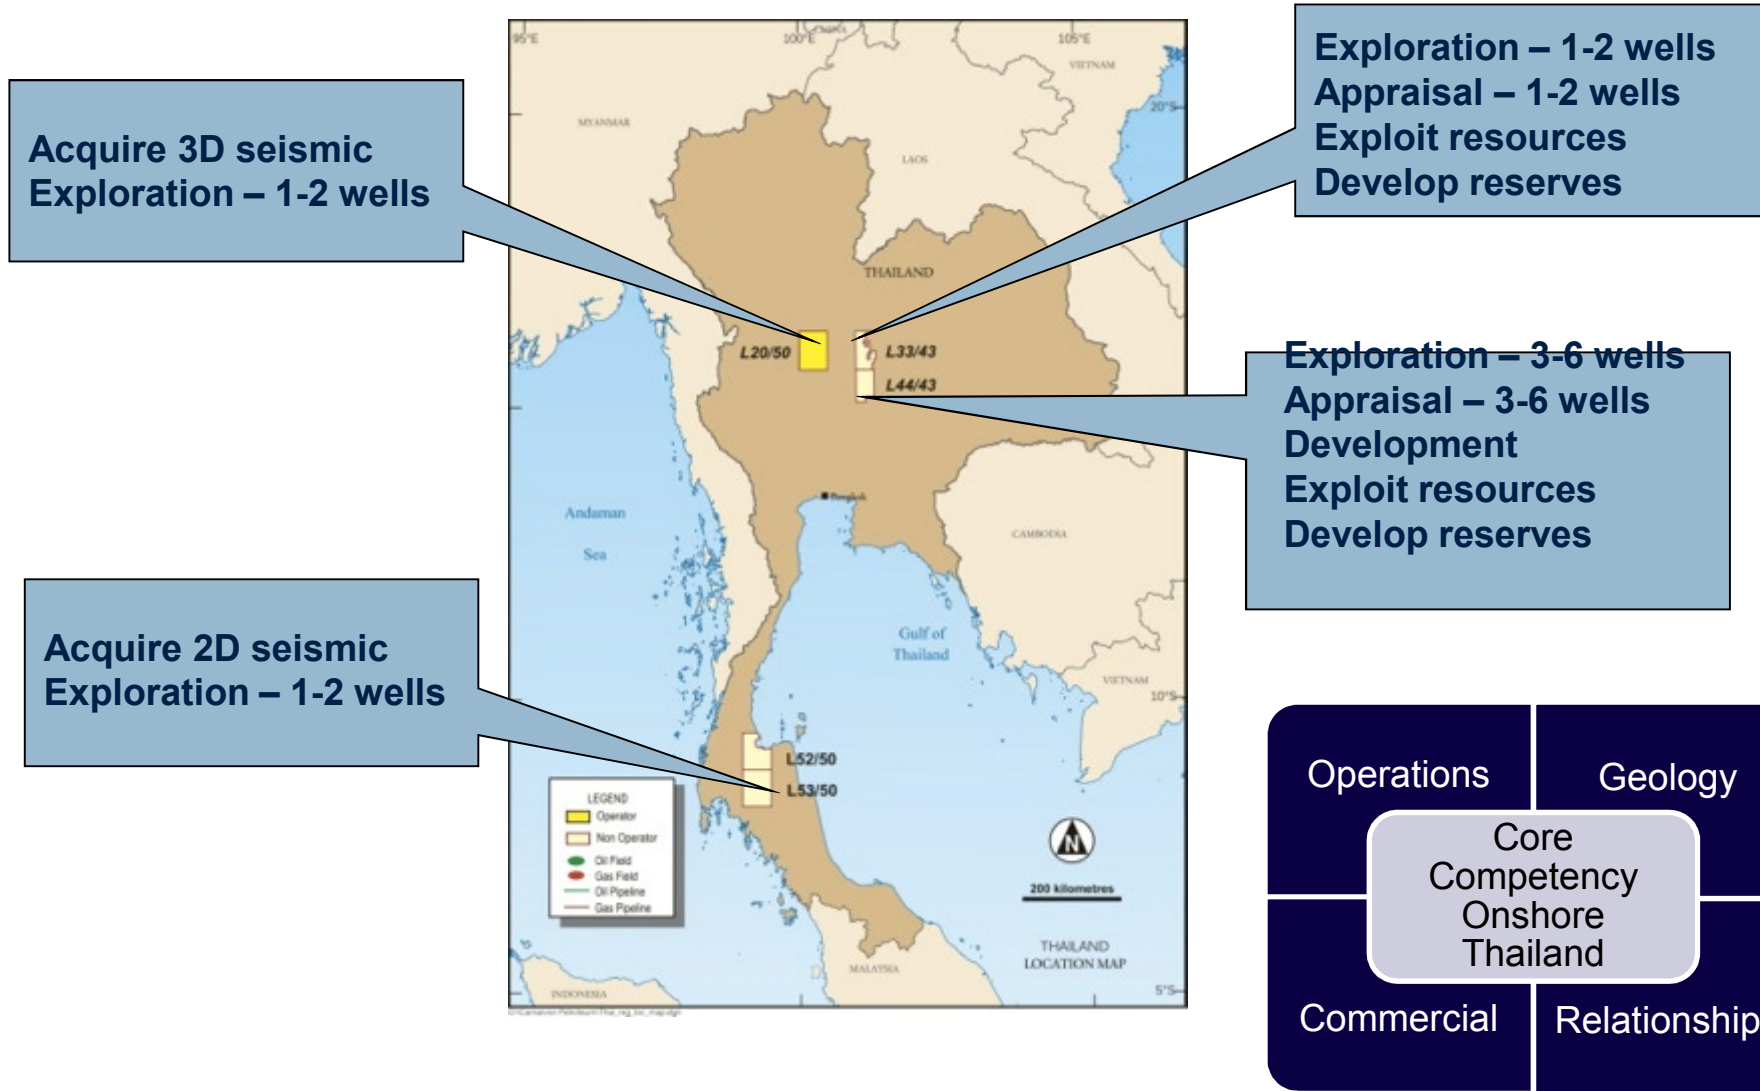 Acquire 3D seismic
Exploration – 1-2 wells
Exploration – 1-2 wells
Appraisal – 1-2 wells
Exploit resources
Develop reserves
Exploration – 3-6 wells
Appraisal – 3-6 wells
Development
Exploit resources
Develop reserves
Acquire 2D seismic
Exploration – 1-2 wells
95°E
100°E
105°E
CHINA
VIETNAM
20°S
MYANMAR
LAOS
THAILAND
L20/50
L33/43
L44/43
Bangkok
Andaman
Sea
CAMBODIA
Gulf of
Thailand
VIETNAM
10°S
L52/50
L53/50
LEGEND
Operator
Non Operator
Oil Field
Gas Field
Oil Pipeline
Gas Pipeline
N
200 kilometres
THAILAND
LOCATION MAP
MALAYSIA
INDONESIA
5°S
Operations
Geology
Core
Competency
Onshore
Thailand
Commercial
Relationship